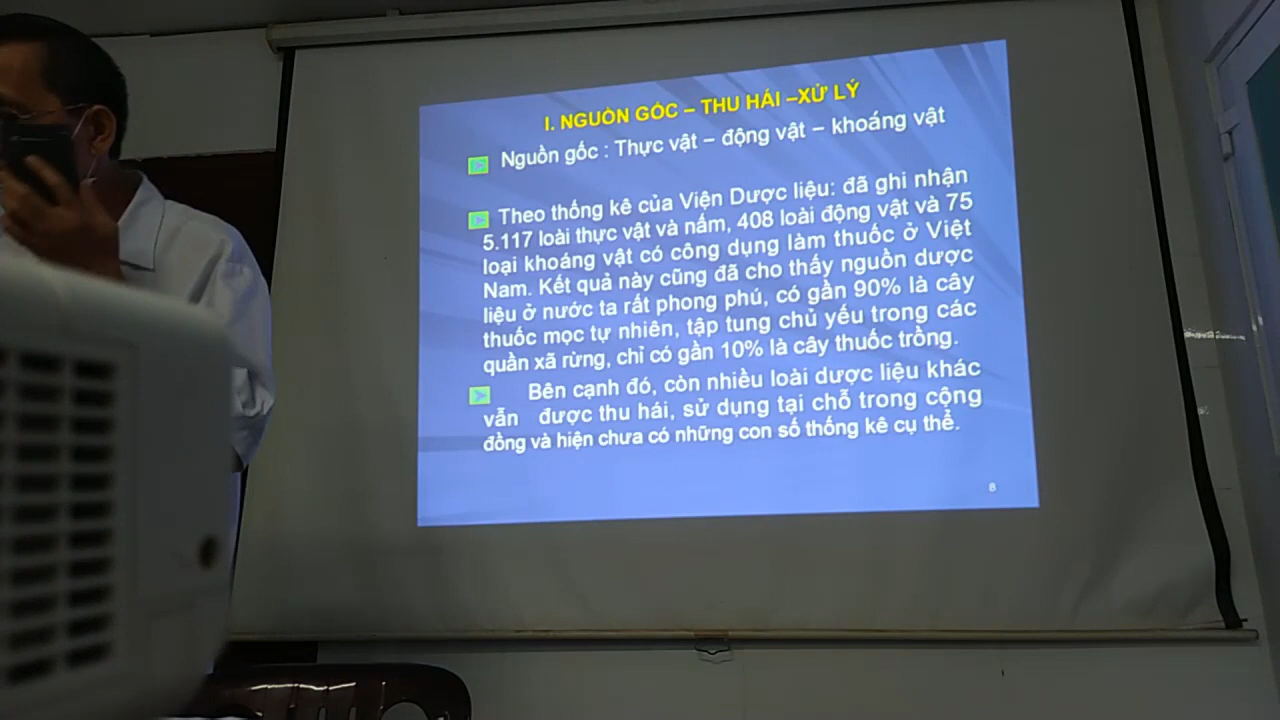 I. NGUỒN GỐC – THU HÁI –XỬ LÝ
Nguồn gốc : Thực vật – động vật – khoáng vật
Theo thống kê của Viện Dược liệu: đã ghi nhận
5.117 loài thực vật và nấm, 408 loài động vật và 75
loại khoáng vật có công dụng làm thuốc ở Việt
Nam. Kết quả này cũng đã cho thấy nguồn dược
liệu ở nước ta rất phong phú, có gần 90% là cây
thuốc mọc tự nhiên, tập tung chủ yếu trong các
quần xã rừng, chỉ có gần 10% là cây thuốc trồng.
Bên cạnh đó, còn nhiều loài dược liệu khác
vẫn được thu hái, sử dụng tại chỗ trong cộng
đồng và hiện chưa có những con số thống kê cụ thể.
8